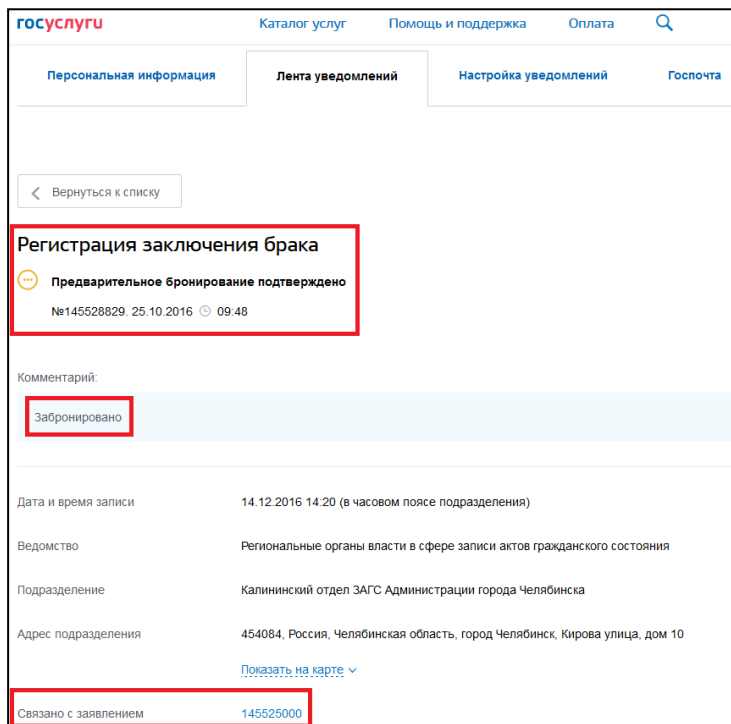 госуслуги Каталог услуг Помощь и поддержка Оплата
Персональная информация Лента уведомлений Настройка уведомлений Госпочта
Вернуться к списку
Регистрация заключения брака
Предварительное бронирование подтверждено
№145528829. 25.10.2016 09:48
Комментарий:
Забронировано
Дата и время записи 14.12.2016 14:20 (в часовом поясе подразделения)
Ведомство Региональные органы власти в сфере записи актов гражданского состояния
Подразделение Калининский отдел ЗАГС Администрации города Челябинска
Адрес подразделения 454084, Россия, Челябинская область, город Челябинск, Кирова улица, дом 10
Показать на карте
Связано с заявлением 145525000